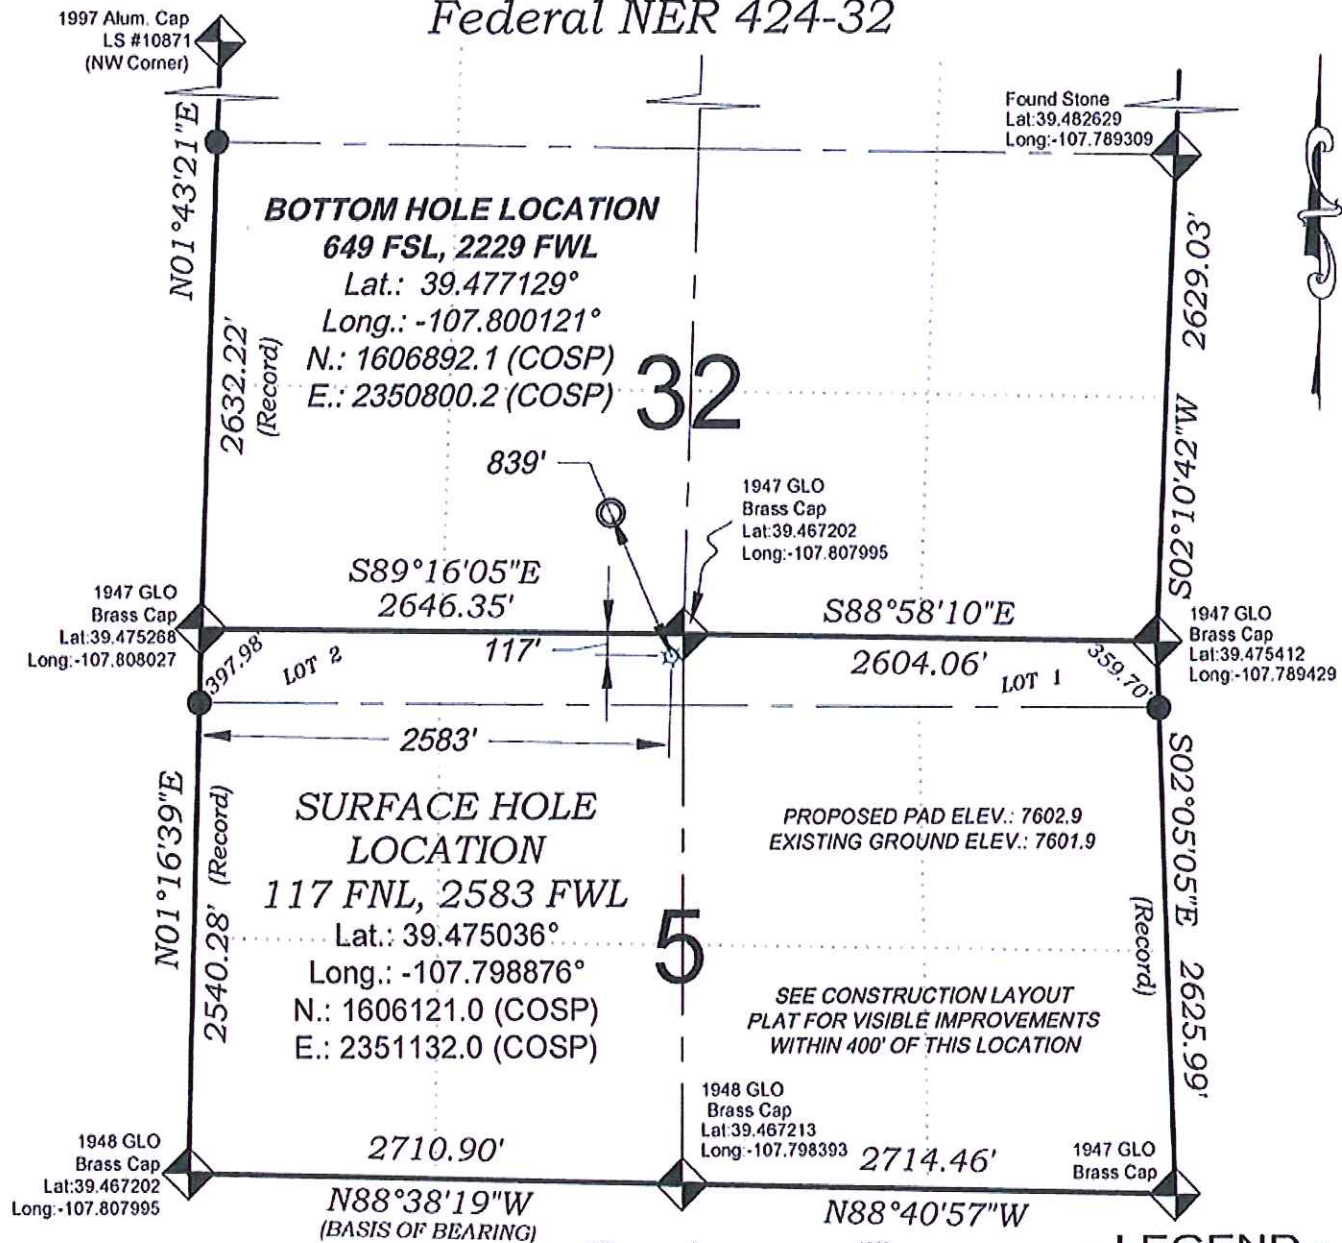 Federal NER 424-32
1997 Alum. Cap
LS #10871
(NW Corner)
Found Stone
Lat:39.482629
Long:-107.789309
N01°43'21"E
2632.22'
(Record)
BOTTOM HOLE LOCATION
649 FSL, 2229 FWL
Lat.: 39.477129°
Long.: -107.800121°
N.: 1606892.1 (COSP)
E.: 2350800.2 (COSP)
32
2629.03'
S02°10'42"W
839'
1947 GLO
Brass Cap
Lat:39.467202
Long:-107.807995
S89°16'05"E
2646.35'
S88°58'10"E
2604.06'
1947 GLO
Brass Cap
Lat:39.475268
Long:-107.808027
1947 GLO
Brass Cap
Lat:39.475412
Long:-107.789429
397.98'
LOT 2
117'
LOT 1
359.70'
2583'
SURFACE HOLE
LOCATION
117 FNL, 2583 FWL
Lat.: 39.475036°
Long.: -107.798876°
N.: 1606121.0 (COSP)
E.: 2351132.0 (COSP)
5
N01°16'39"E
2540.28' (Record)
PROPOSED PAD ELEV.: 7602.9
EXISTING GROUND ELEV.: 7601.9
SEE CONSTRUCTION LAYOUT
PLAT FOR VISIBLE IMPROVEMENTS
WITHIN 400' OF THIS LOCATION
S02°05'05"E 2625.99'
(Record)
1948 GLO
Brass Cap
Lat:39.467202
Long:-107.807995
2710.90'
N88°38'19"W
(BASIS OF BEARING)
1948 GLO
Brass Cap
Lat:39.467213
Long:-107.798393
2714.46'
N88°40'57"W
1947 GLO
Brass Cap
LEGEND